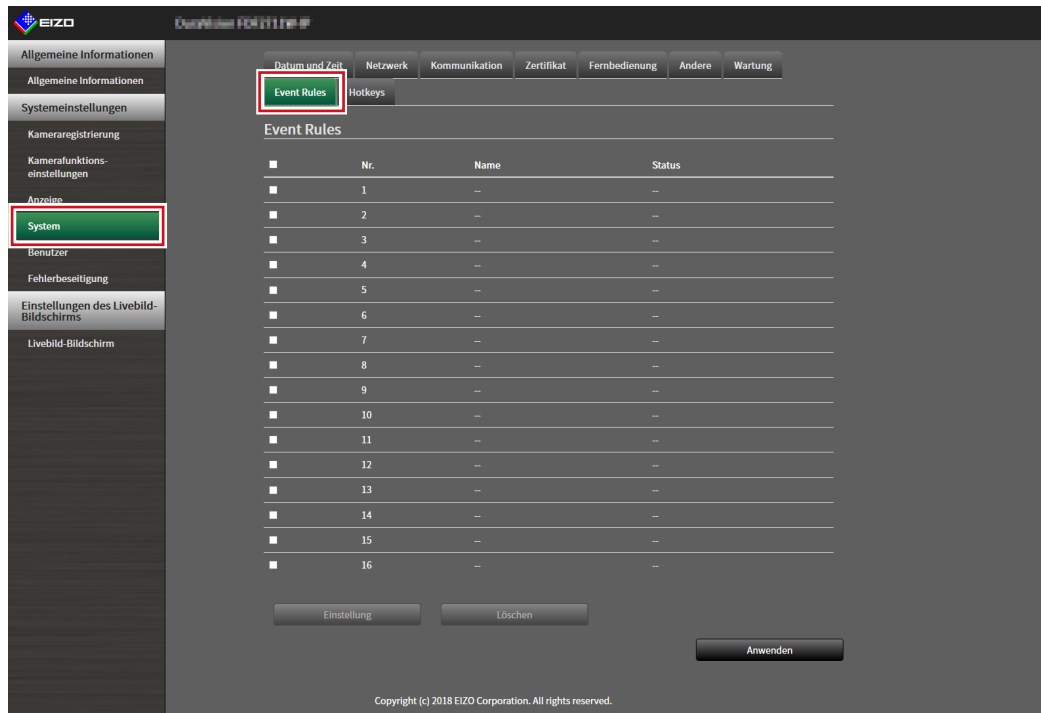 EIZO
Allgemeine Informationen
Allgemeine Informationen
Systemeinstellungen
Kameraregistrierung
Kamerafunktions-
einstellungen
Anzeige
System
Benutzer
Fehlerbeseitigung
Einstellungen des Livebild-
Bildschirms
Livebild-Bildschirm
Datum und Zeit Netzwerk Kommunikation Zertifikat Fernbedienung Andere Wartung
Event Rules Hotkeys
Event Rules
Nr. Name Status
1 -- --
2 -- --
3 -- --
4 -- --
5 -- --
6 -- --
7 -- --
8 -- --
9 -- --
10 -- --
11 -- --
12 -- --
13 -- --
14 -- --
15 -- --
16 -- --
Einstellung Löschen
Anwenden
Copyright (c) 2018 EIZO Corporation. All rights reserved.